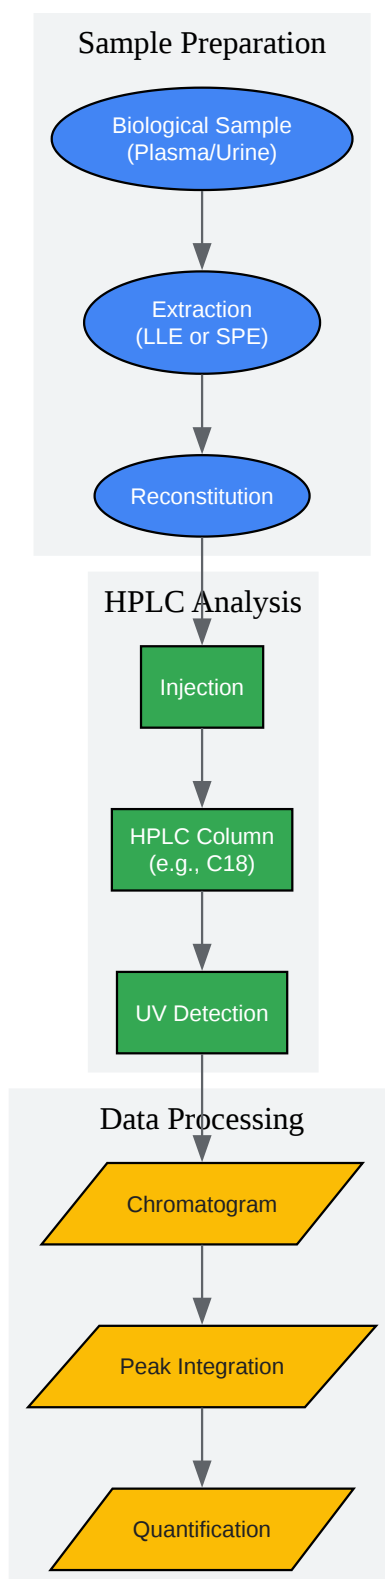 Sample Preparation
Biological Sample
(Plasma/Urine)
Extraction
(LLE or SPE)
Reconstitution
HPLC Analysis
Injection
HPLC Column
(e.g., C18)
UV Detection
Data Processing
Chromatogram
Peak Integration
Quantification